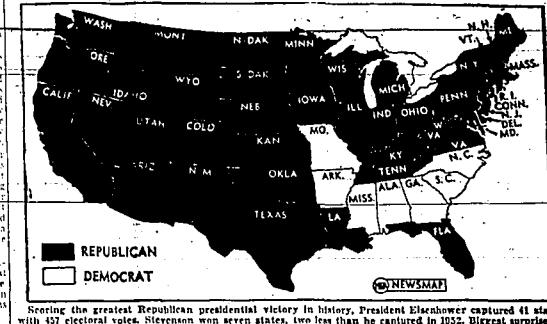 WASH
MONT
N. DAK
MINN
N. H.
VT.
ME
ORE
WIS
MASS.
N.Y
S. DAK
IDAHO
WYO
MICH
CALIF
NEV
NEB
IOWA
ILL
IND
OHIO
PENN
R. I.
CONN.
N. J.
DEL.
MD.
UTAH
COLO
W
VA
KAN
MO.
KY
VA
N. C.
TENN
ARIZ
N M
OKLA
ARK.
S. C.
MISS.
ALA.
GA.
TEXAS
LA
FLA
REPUBLICAN
DEMOCRAT
NEWSMAP
Scoring the greatest Republican presidential victory in history, President Eisenhower captured 41 sta
with 457 electoral votes. Stevenson won seven states, two less than he captured in 1952. Biggest surprise